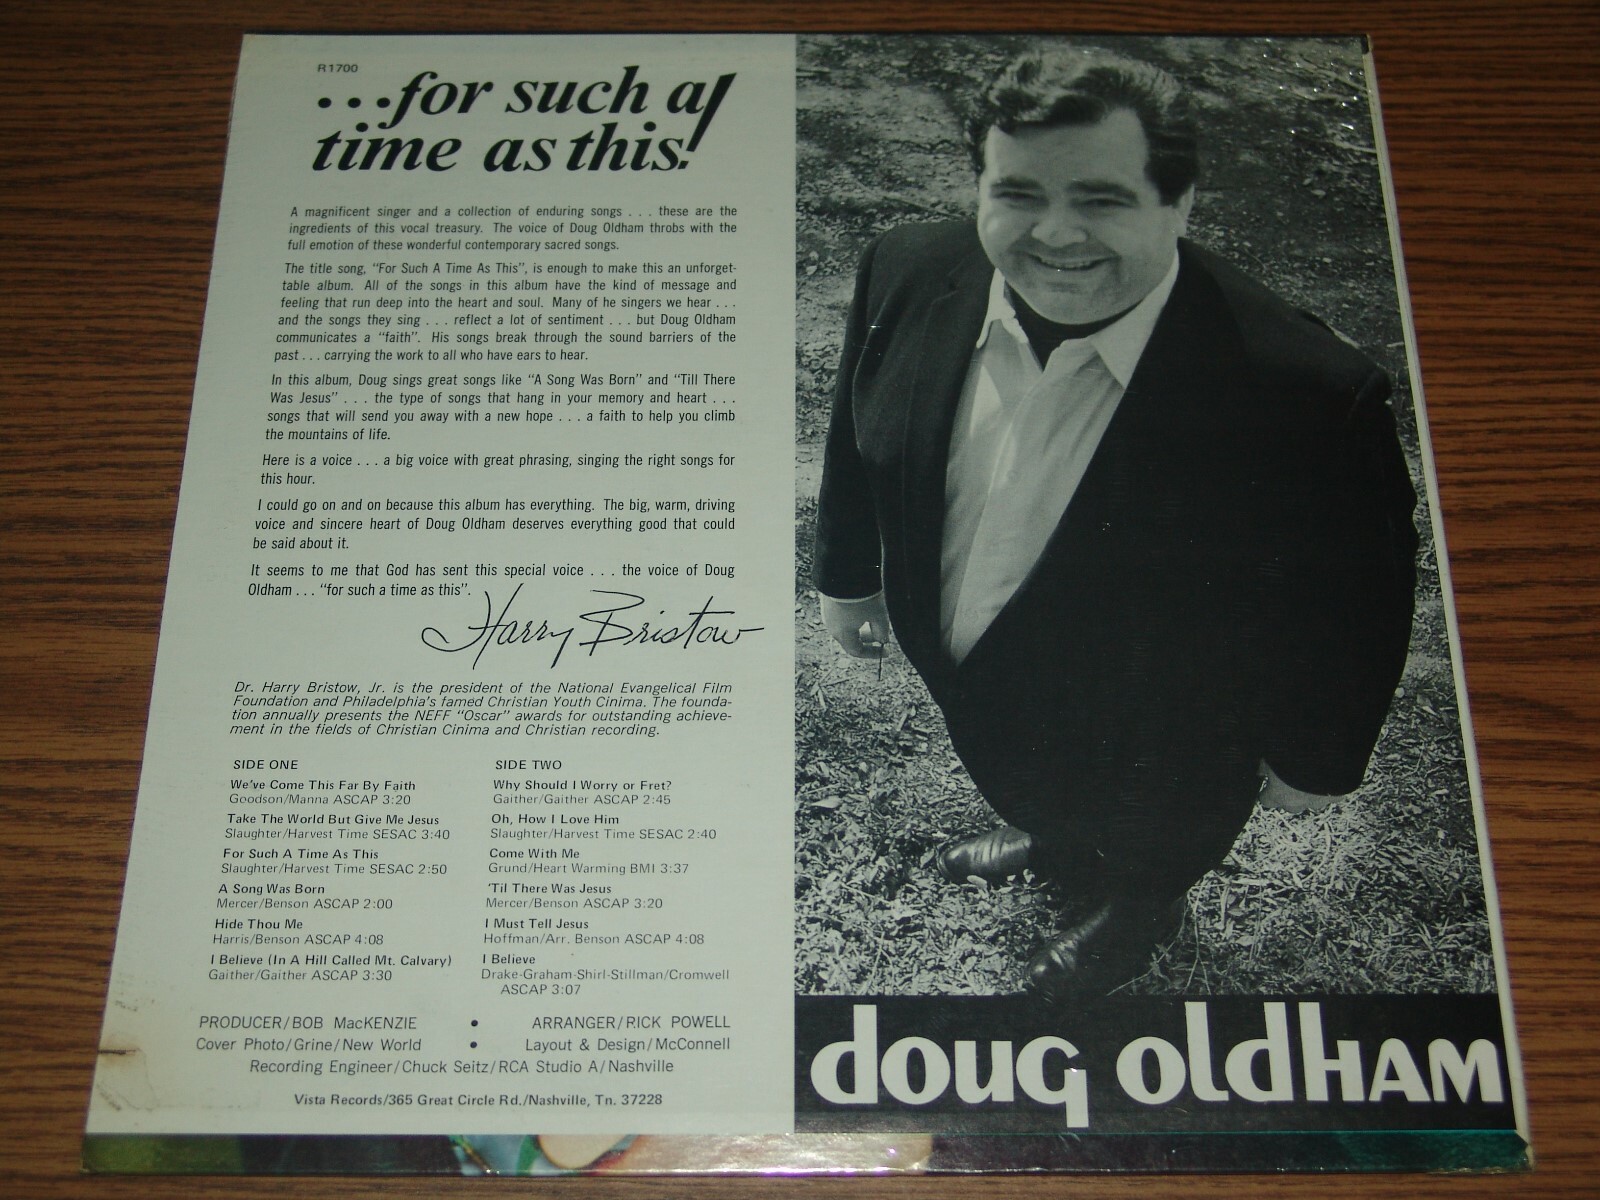 R1700
...for such a
time as this!
A magnificent singer and a collection of enduring songs . . . these are the
ingredients of this vocal treasury. The voice of Doug Oldham throbs with the
full emotion of these wonderful contemporary sacred songs.
The title song, "For Such A Time As This", is enough to make this an unforget-
table album. All of the songs in this album have the kind of message and
feeling that run deep into the heart and soul. Many of he singers we hear . . .
and the songs they sing . . . reflect a lot of sentiment . . . but Doug Oldham
communicates a "faith". His songs break through the sound barriers of the
past . . . carrying the work to all who have ears to hear.
In this album, Doug sings great songs like "A Song Was Born" and "Till There
Was Jesus" . . . the type of songs that hang in your memory and heart . . .
songs that will send you away with a new hope . . . a faith to help you climb
the mountains of life.
Here is a voice . . . a big voice with great phrasing, singing the right songs for
this hour.
I could go on and on because this album has everything. The big, warm, driving
voice and sincere heart of Doug Oldham deserves everything good that could
be said about it.
It seems to me that God has sent this special voice . . . the voice of Doug
Oldham . . . "for such a time as this".
Harry Bristow
Dr. Harry Bristow, Jr. is the president of the National Evangelical Film
Foundation and Philadelphia's famed Christian Youth Cinima. The founda-
tion annually presents the NEFF "Oscar" awards for outstanding achieve-
ment in the fields of Christian Cinima and Christian recording.
SIDE ONE
We've Come This Far By Faith
Goodson/Manna ASCAP 3:20
Take The World But Give Me Jesus
Slaughter/Harvest Time SESAC 3:40
For Such A Time As This
Slaughter/Harvest Time SESAC 2:50
A Song Was Born
Mercer/Benson ASCAP 2:00
Hide Thou Me
Harris/Benson ASCAP 4:08
I Believe (In A Hill Called Mt. Calvary)
Gaither/Gaither ASCAP 3:30
SIDE TWO
Why Should I Worry or Fret?
Gaither/Gaither ASCAP 2:45
Oh, How I Love Him
Slaughter/Harvest Time SESAC 2:40
Come With Me
Grund/Heart Warming BMI 3:37
'Til There Was Jesus
Mercer/Benson ASCAP 3:20
I Must Tell Jesus
Hoffman/Arr. Benson ASCAP 4:08
I Believe
Drake-Graham-Shirl-Stillman/Cromwell
ASCAP 3:07
PRODUCER/BOB MacKENZIE • ARRANGER/RICK POWELL
Cover Photo/Grine/New World • Layout & Design/McConnell
Recording Engineer/Chuck Seitz/RCA Studio A/Nashville
Vista Records/365 Great Circle Rd./Nashville, Tn. 37228
doug oldHAM